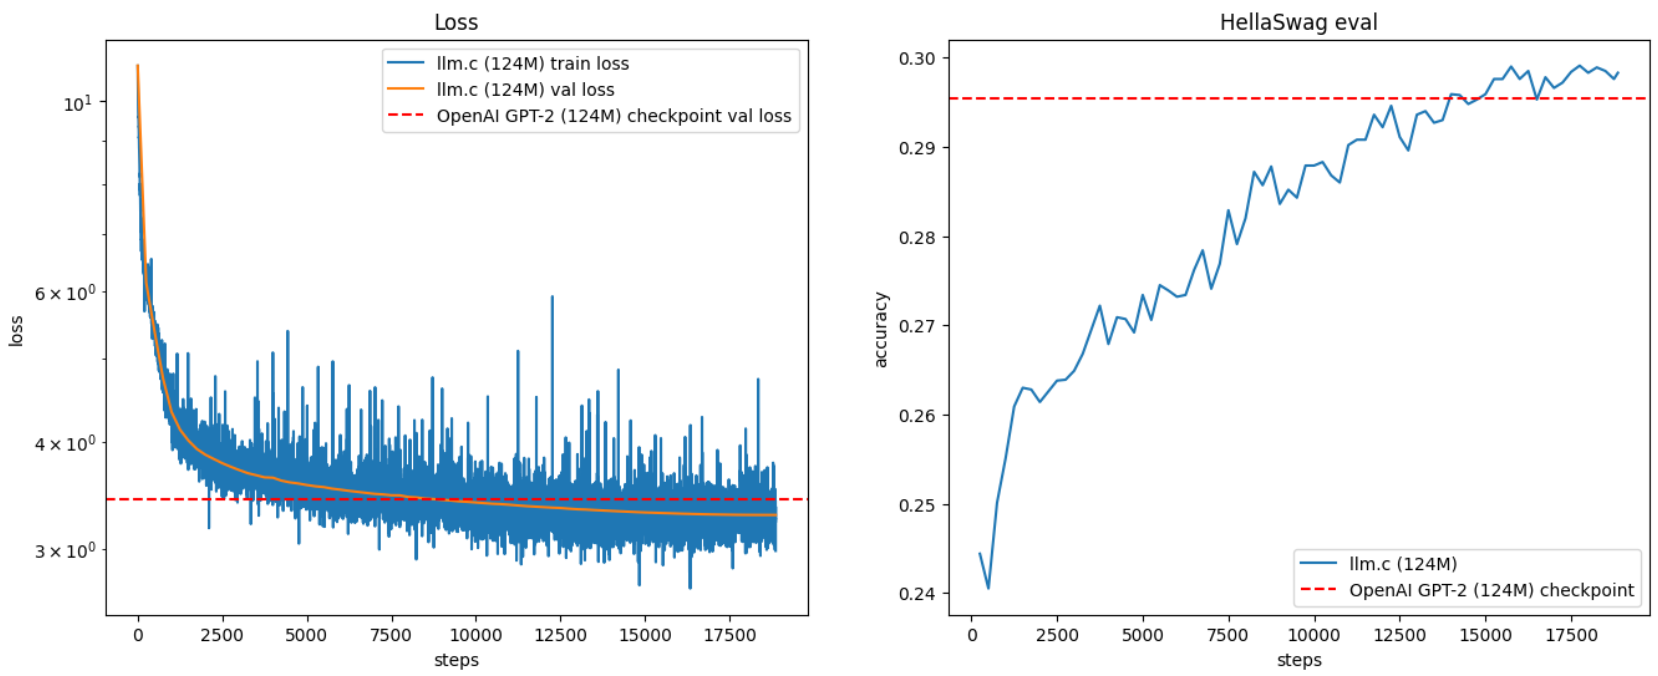 Loss
llm.c (124M) train loss
llm.c (124M) val loss
OpenAI GPT-2 (124M) checkpoint val loss
10¹
6 × 10⁰
4 × 10⁰
3 × 10⁰
loss
0 2500 5000 7500 10000 12500 15000 17500
steps
HellaSwag eval
0.30
0.29
0.28
0.27
0.26
0.25
0.24
accuracy
llm.c (124M)
OpenAI GPT-2 (124M) checkpoint
0 2500 5000 7500 10000 12500 15000 17500
steps